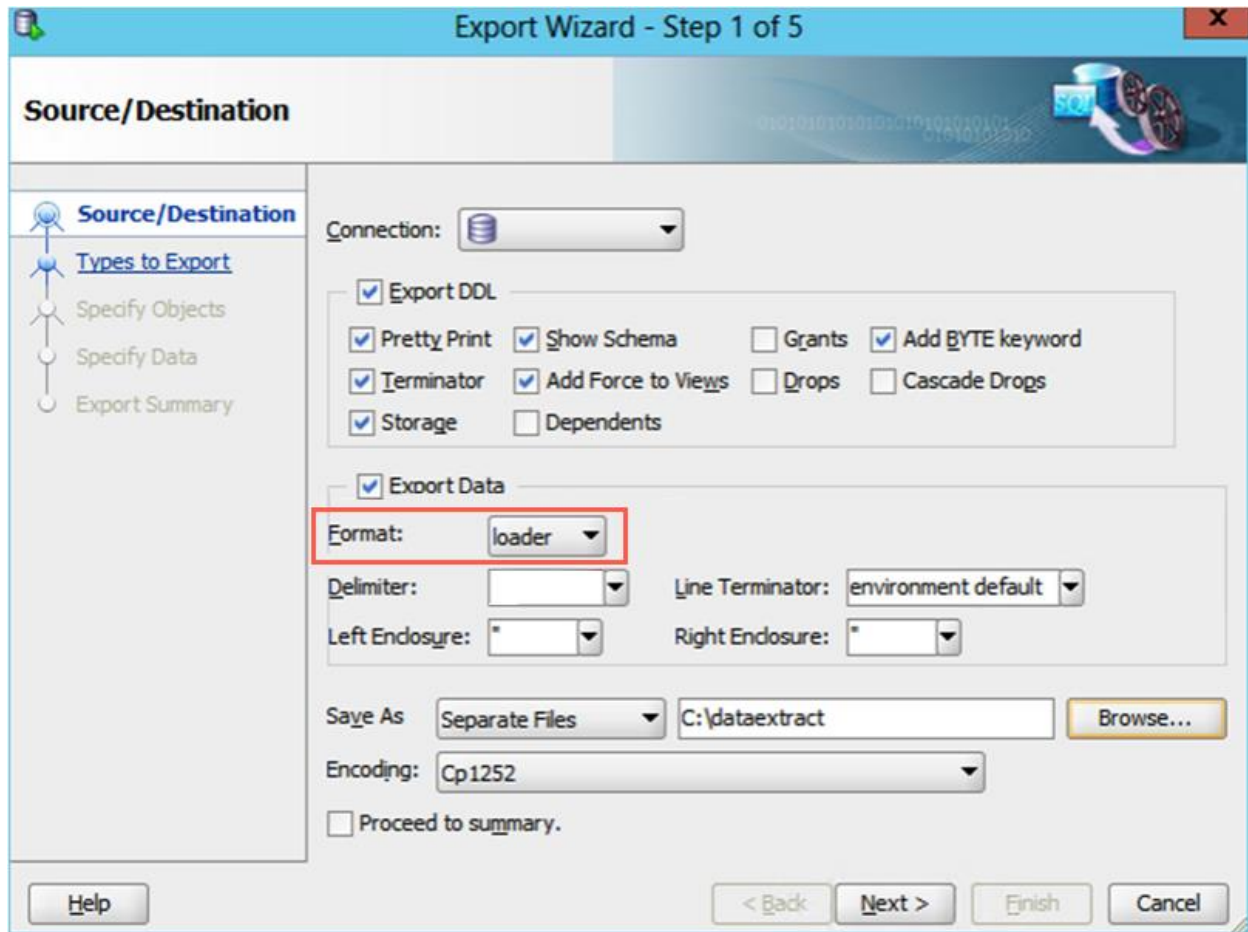 Export Wizard - Step 1 of 5
x
Source/Destination
SQL
Source/Destination
Types to Export
Specify Objects
Specify Data
Export Summary
Connection:
Export DDL
Pretty Print Show Schema Grants Add BYTE keyword
Terminator Add Force to Views Drops Cascade Drops
Storage Dependents
Export Data
Format: loader
Delimiter: Line Terminator: environment default
Left Enclosure: " Right Enclosure: "
Save As Separate Files C:\dataextract Browse...
Encoding: Cp1252
Proceed to summary.
Help < Back Next > Finish Cancel